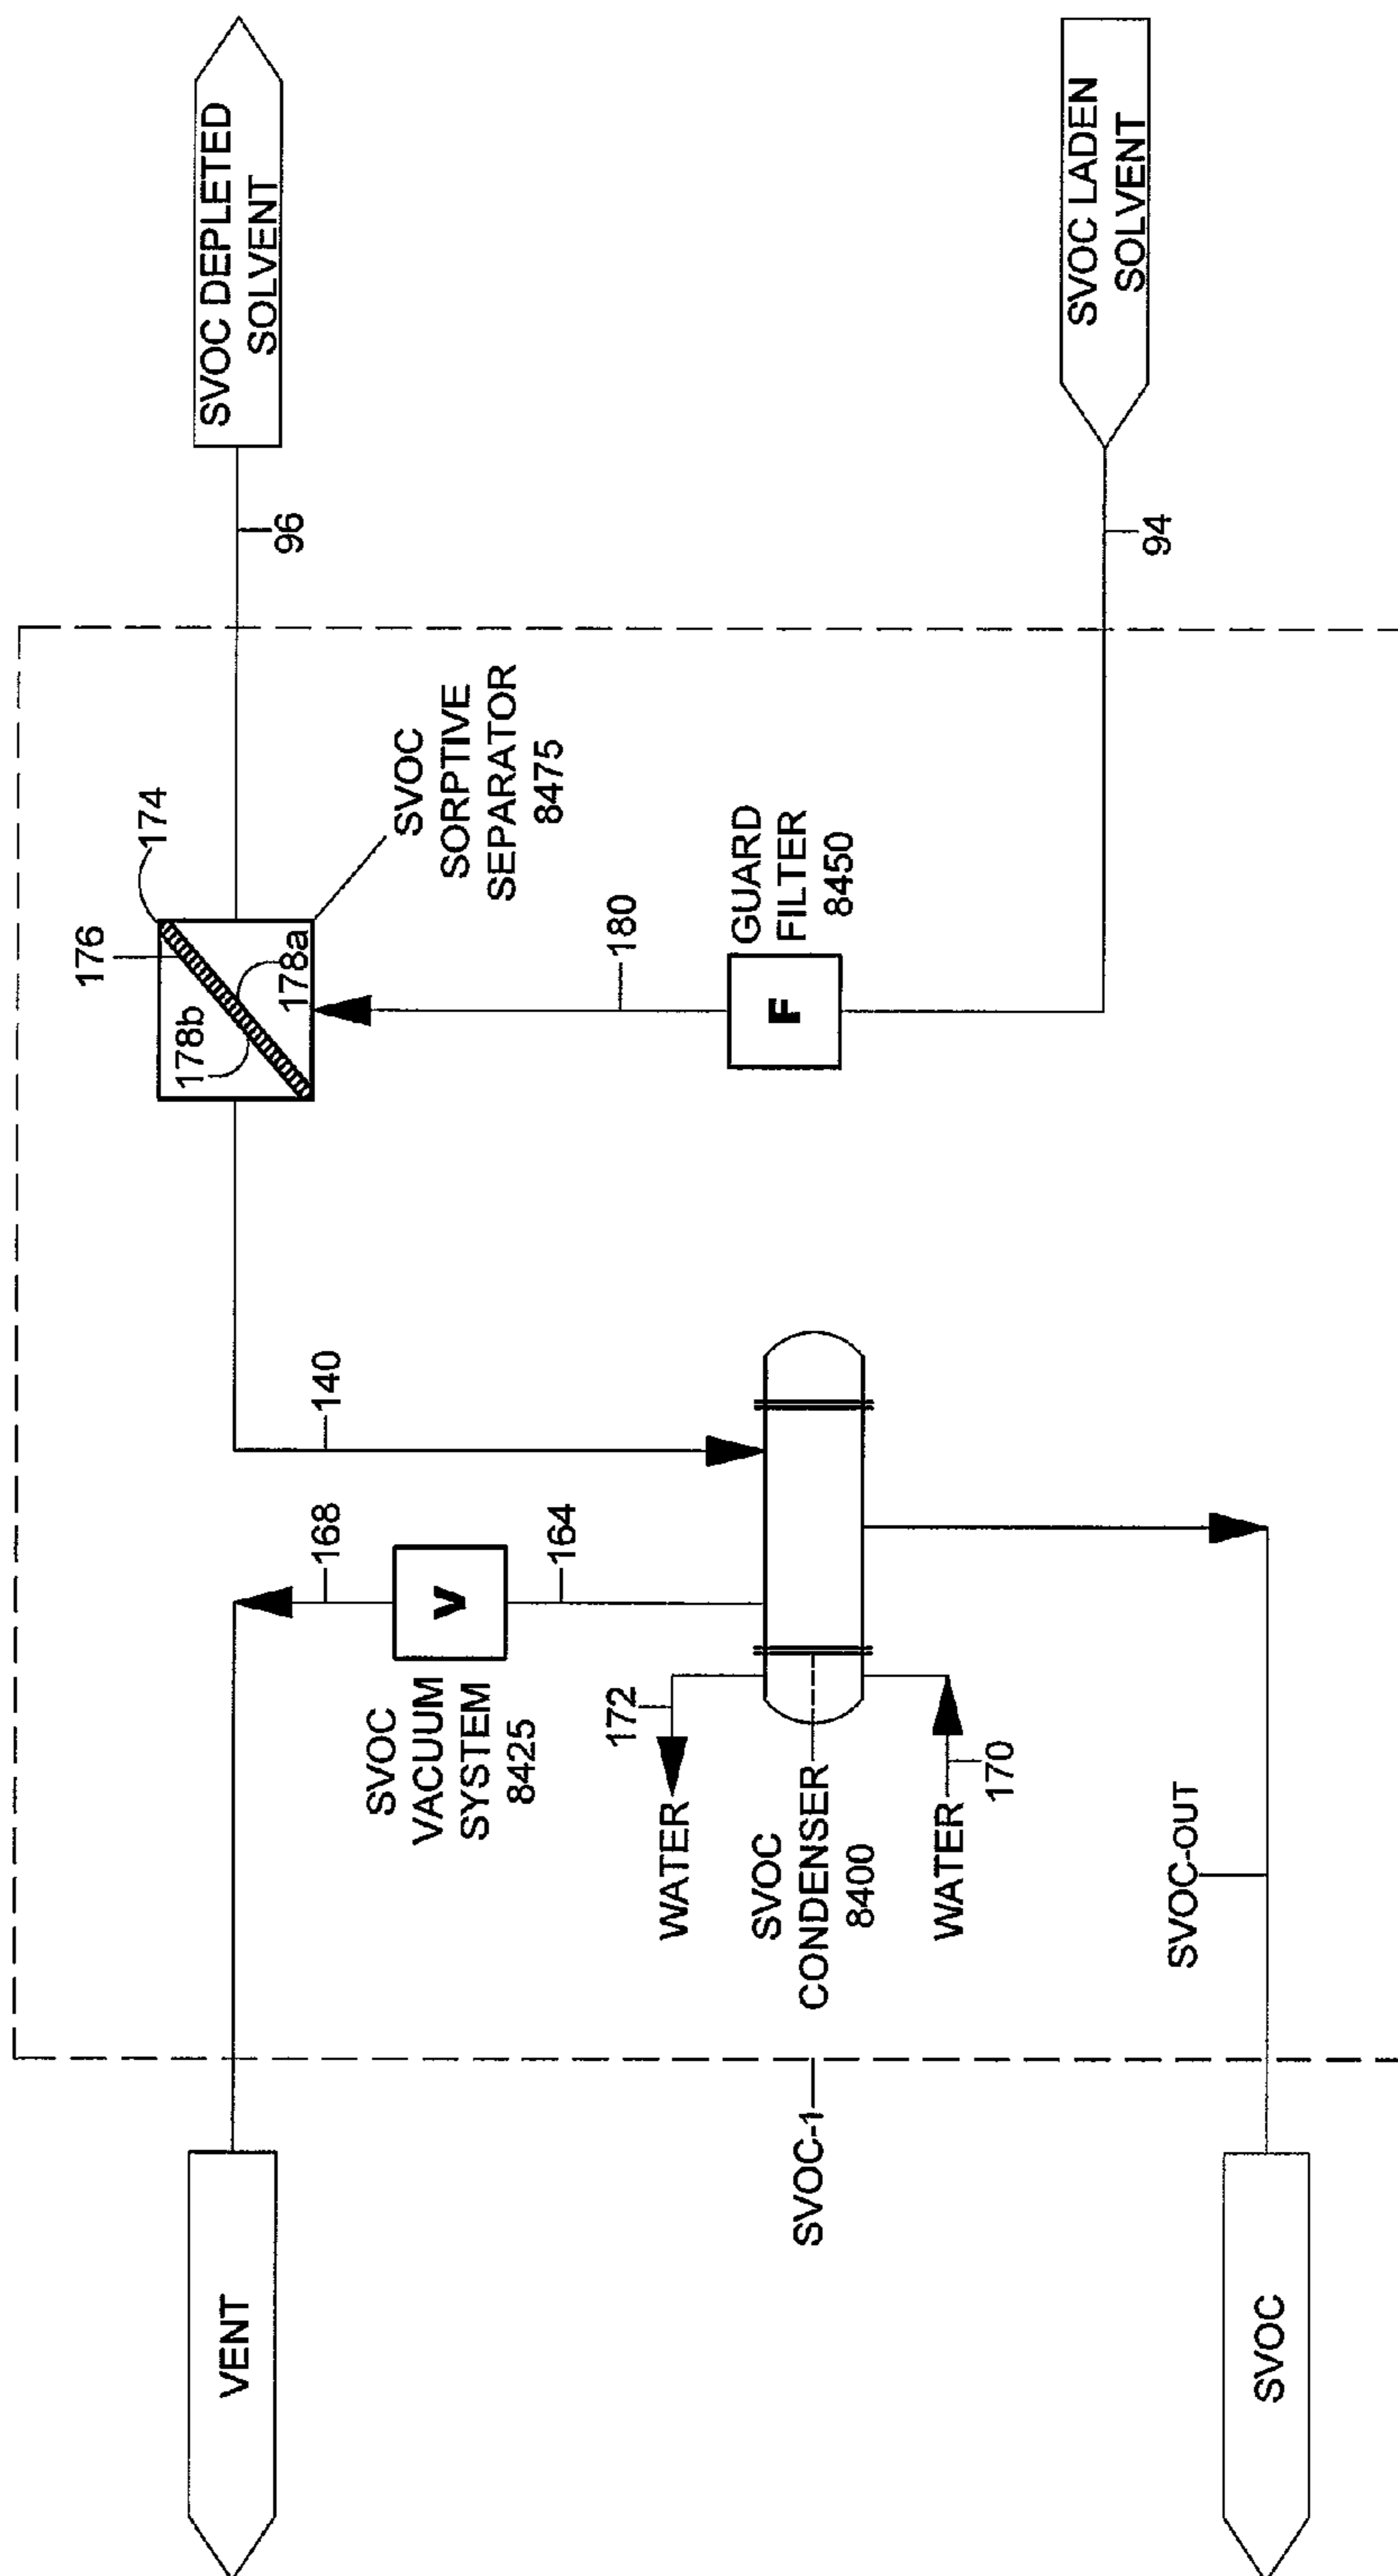 VENT
SVOC DEPLETED
SOLVENT
96
176
174
178b
178a
SVOC
SORPTIVE
SEPARATOR
8475
168
140
SVOC
VACUUM
SYSTEM
8425
V
164
180
GUARD
FILTER
8450
F
172
WATER
SVOC
CONDENSER
8400
WATER
170
SVOC-1
SVOC-OUT
SVOC
94
SVOC LADEN
SOLVENT